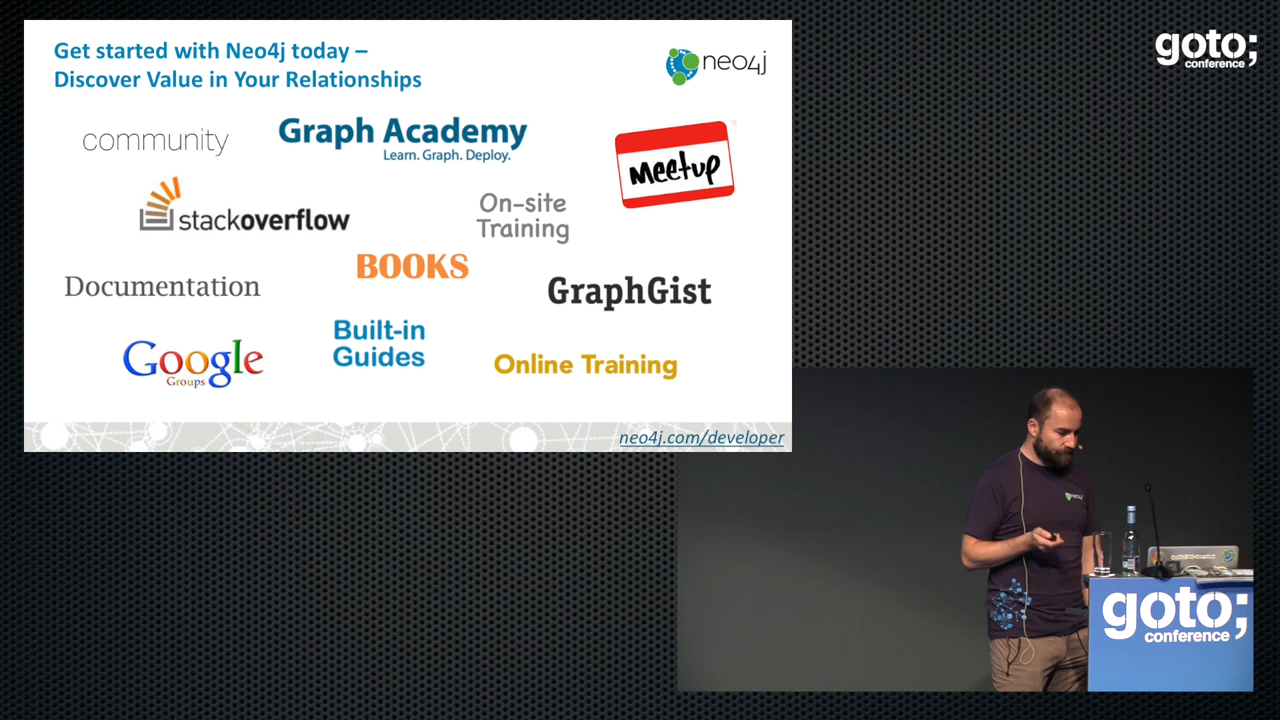 Get started with Neo4j today –
Discover Value in Your Relationships
neo4j
goto;
conference
community
Graph Academy
Learn. Graph. Deploy.
meetup
stackoverflow
On-site
Training
BOOKS
Documentation
GraphGist
Built-in
Guides
Google
Groups
Online Training
neo4j.com/developer
neo4j
goto;
conference